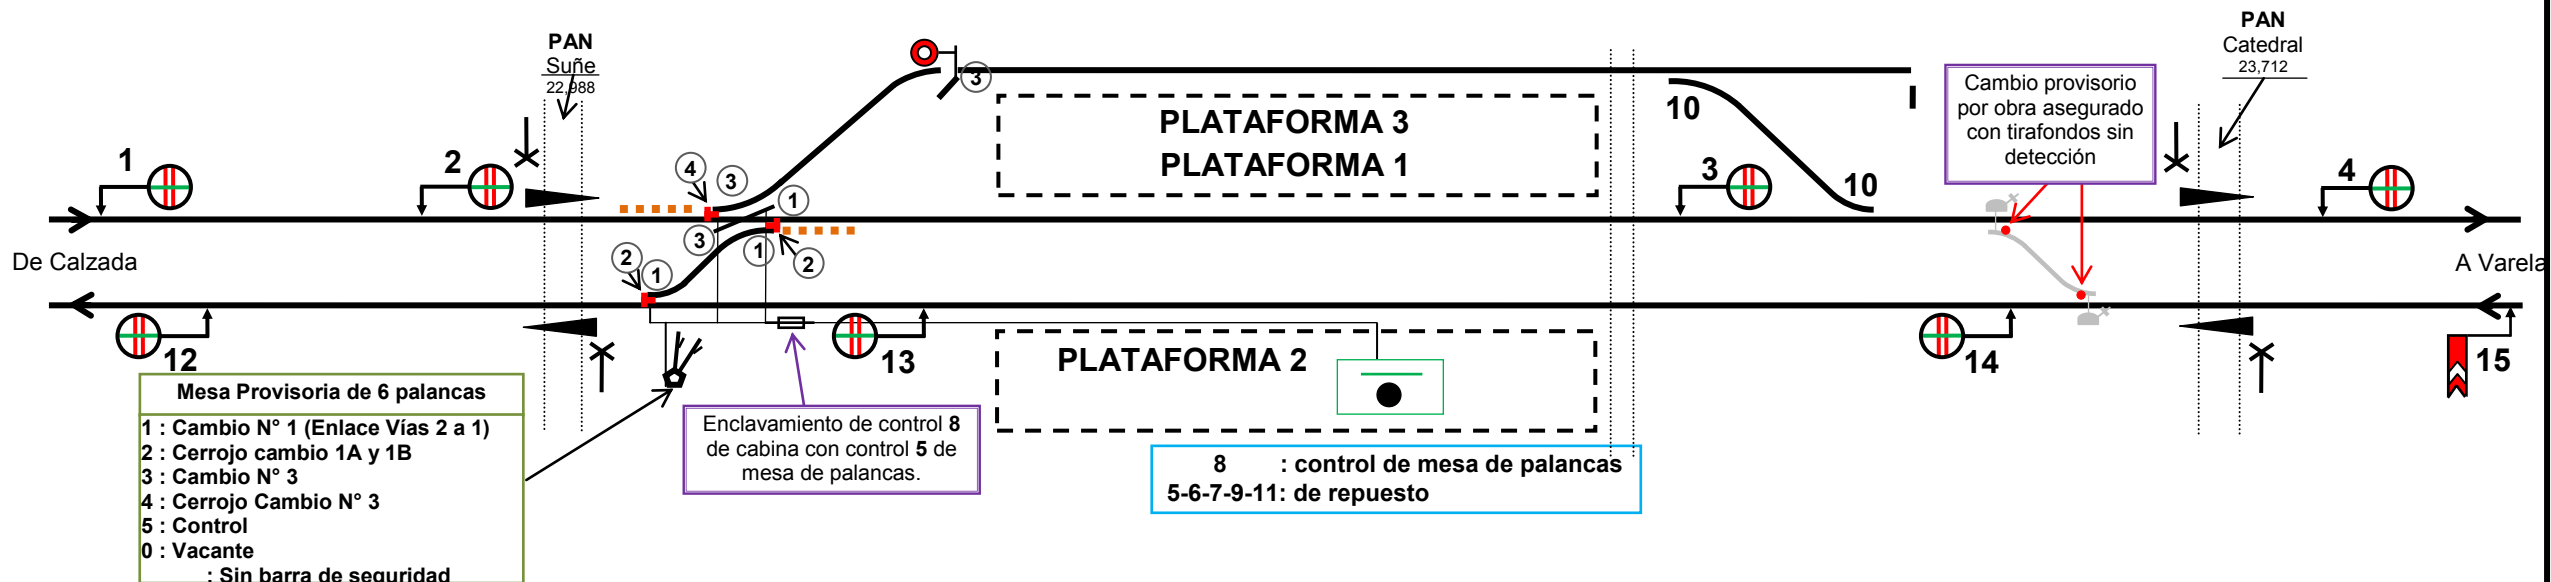 PAN
Suñe
22,988
PAN
Catedral
23,712
Cambio provisorio
por obra asegurado
con tirafondos sin
detección
PLATAFORMA 3
PLATAFORMA 1
1
2
3
4
10
10
3
4
3
1
3
1
2
2
1
De Calzada
A Varela
12
13
14
15
PLATAFORMA 2
Mesa Provisoria de 6 palancas
1 : Cambio N° 1 (Enlace Vías 2 a 1)
2 : Cerrojo cambio 1A y 1B
3 : Cambio N° 3
4 : Cerrojo Cambio N° 3
5 : Control
0 : Vacante
: Sin barra de seguridad
Enclavamiento de control 8
de cabina con control 5 de
mesa de palancas.
8 : control de mesa de palancas
5-6-7-9-11: de repuesto